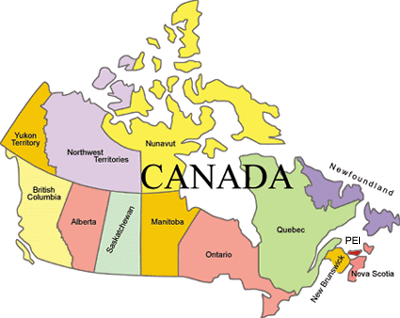 Yukon
Territory
Northwest
Territories
Nunavut
CANADA
British
Columbia
Alberta
Saskatchewan
Manitoba
Ontario
Quebec
Newfoundland
PEI
New Brunswick
Nova Scotia